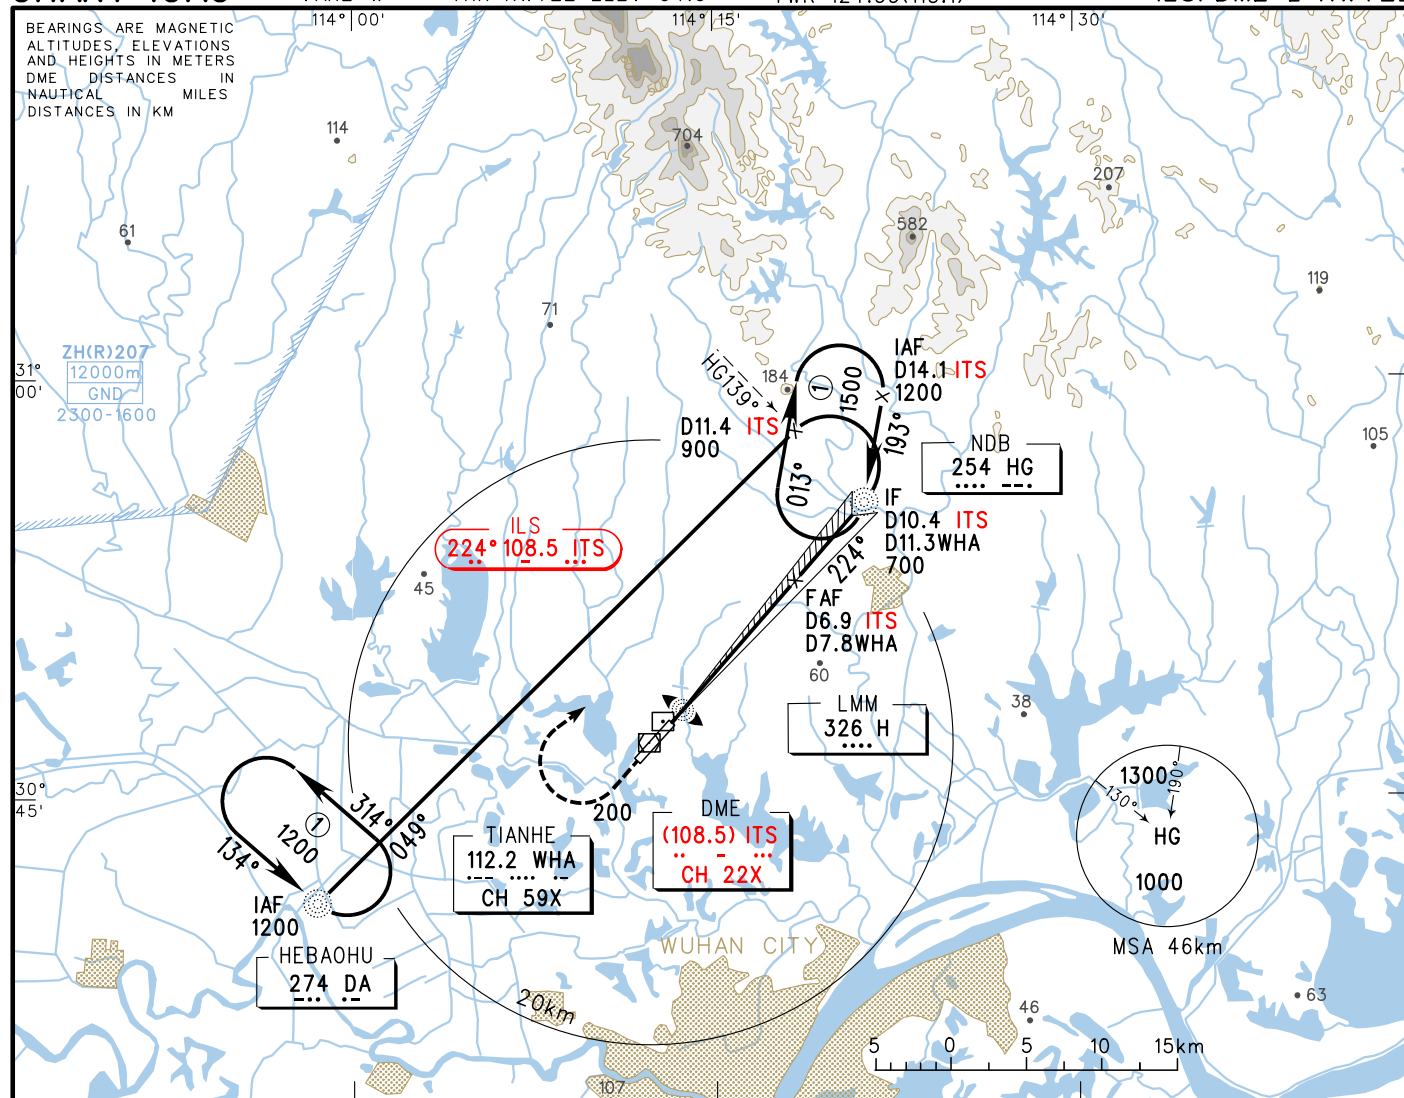 114° 00'
114° 15'
114° 30'
BEARINGS ARE MAGNETIC
ALTITUDES, ELEVATIONS
AND HEIGHTS IN METERS
DME DISTANCES IN
NAUTICAL MILES
DISTANCES IN KM
114
704
207
61
582
119
71
300
ZH(R)207
12000m
GND
2300-1600
31°
00'
HG139°
184
1
1500
IAF
D14.1 ITS
1200
D11.4 ITS
900
193°
105
013°
NDB
254 HG
.... --.
IF
D10.4 ITS
D11.3WHA
700
ILS
224° 108.5 ITS
.. - ...
224°
45
FAF
D6.9 ITS
D7.8WHA
60
38
LMM
326 H
....
30°
45'
1300
190°
130°
HG
1000
MSA 46km
200
DME
(108.5) ITS
.. - ...
CH 22X
314°
049°
1
1200
134°
TIANHE
112.2 WHA
.-- .... .-
CH 59X
IAF
1200
HEBAOHU
274 DA
-.. .-
WUHAN CITY
20km
63
46
5 0 5 10 15km
107